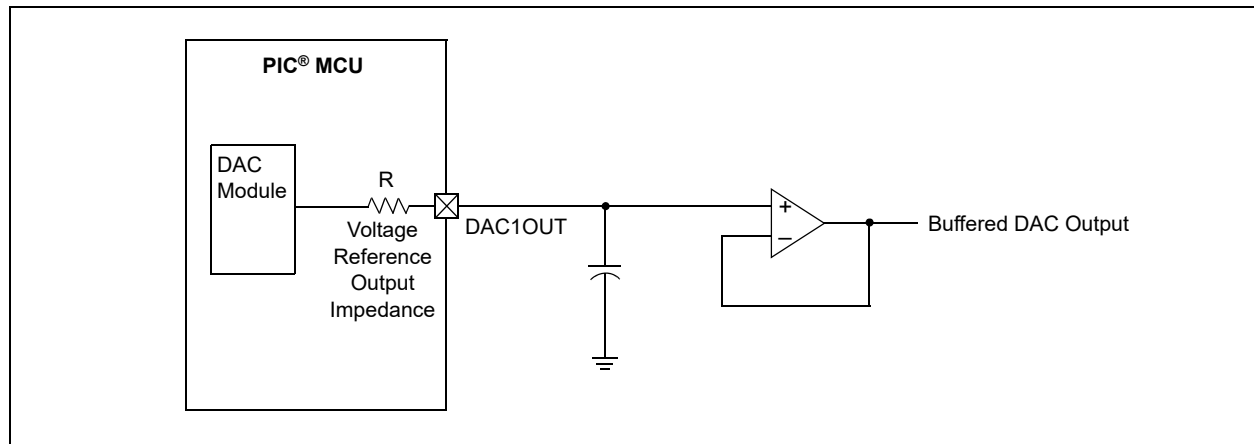 PIC® MCU
DAC
Module
R
Voltage
Reference
Output
Impedance
DAC1OUT
+
–
Buffered DAC Output